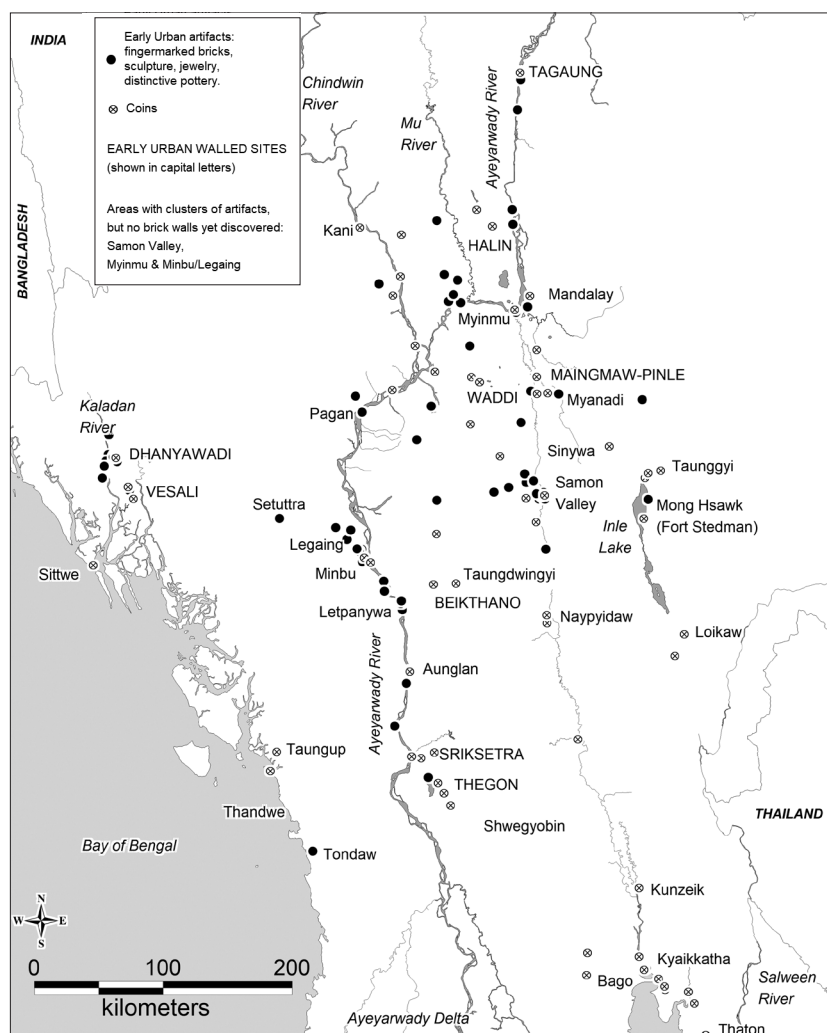 INDIA
Early Urban artifacts:
fingermarked bricks,
sculpture, jewelry,
distinctive pottery.
Coins
EARLY URBAN WALLED SITES
(shown in capital letters)
Areas with clusters of artifacts,
but no brick walls yet discovered:
Samon Valley,
Myinmu & Minbu/Legaing
BANGLADESH
Chindwin
River
Mu
River
Ayeyarwady River
TAGAUNG
Kani
HALIN
Mandalay
Myinmu
MAINGMAW-PINLE
WADDI
Myanadi
Pagan
Kaladan
River
DHANYAWADI
Sinywa
Taunggyi
VESALI
Setuttra
Samon
Valley
Mong Hsawk
(Fort Stedman)
Inle
Lake
Legaing
Minbu
Sittwe
Taungdwingyi
BEIKTHANO
Letpanywa
Naypyidaw
Loikaw
Ayeyarwady River
Aunglan
Taungup
SRIKSETRA
THEGON
Thandwe
Shwegyobin
THAILAND
Bay of Bengal
Tondaw
Kunzeik
N
W E
S
Kyaikkatha
Bago
Salween
River
0 100 200
kilometers
Ayeyarwady Delta
Thaton